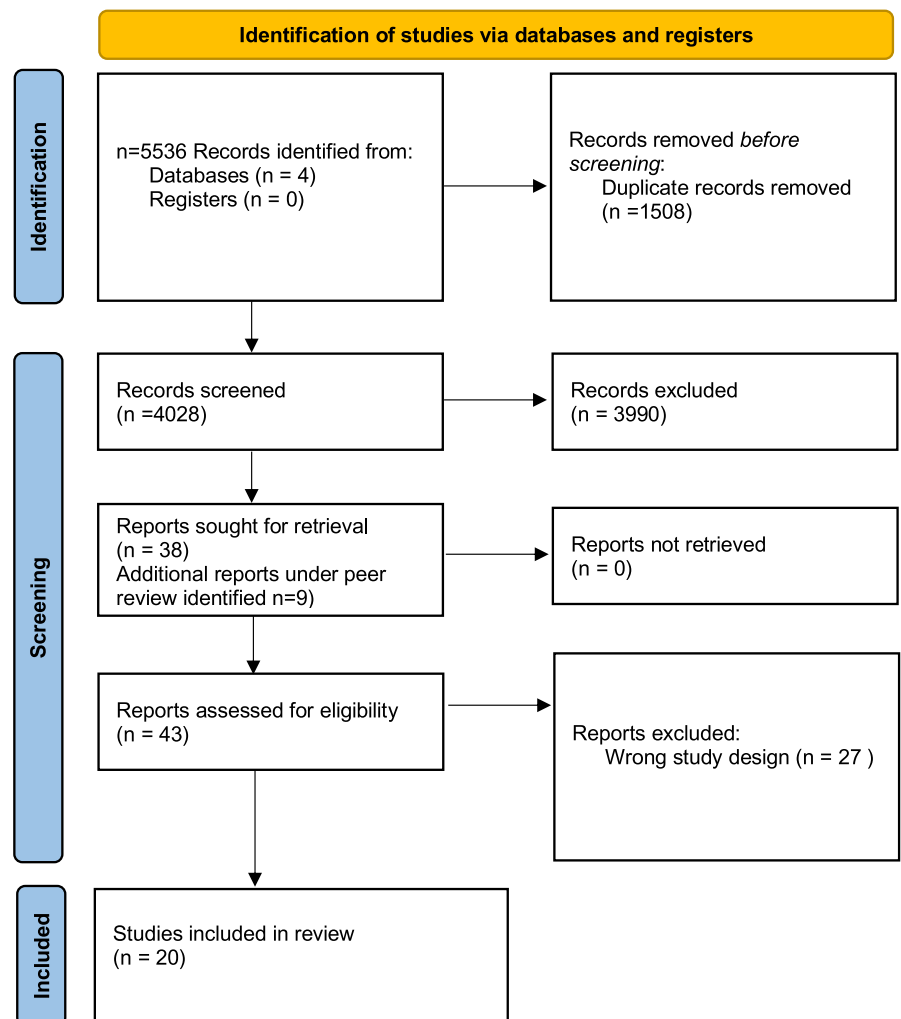 Identification of studies via databases and registers
Identification
n=5536 Records identified from:
Databases (n = 4)
Registers (n = 0)
Records removed before
screening:
Duplicate records removed
(n =1508)
Screening
Records screened
(n =4028)
Records excluded
(n = 3990)
Reports sought for retrieval
(n = 38)
Additional reports under peer
review identified n=9)
Reports not retrieved
(n = 0)
Reports assessed for eligibility
(n = 43)
Reports excluded:
Wrong study design (n = 27 )
Included
Studies included in review
(n = 20)